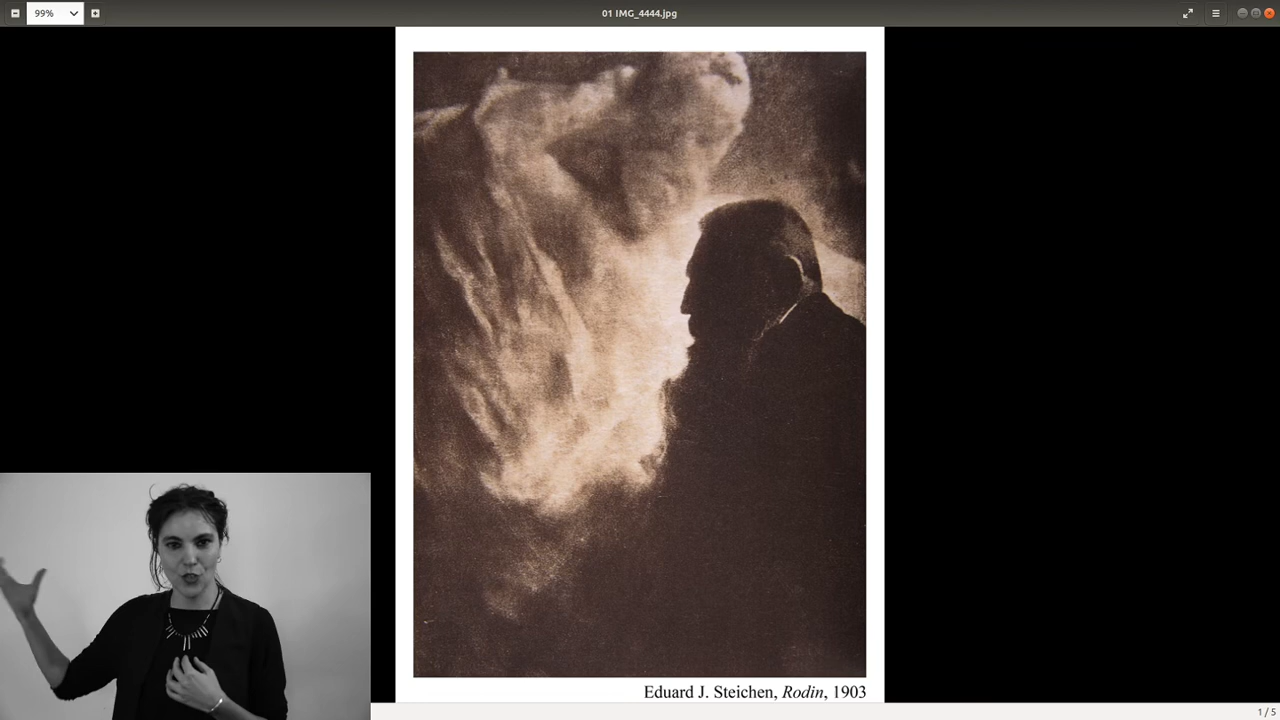 99%
01 IMG_4444.jpg
Eduard J. Steichen, Rodin, 1903
1 / 5